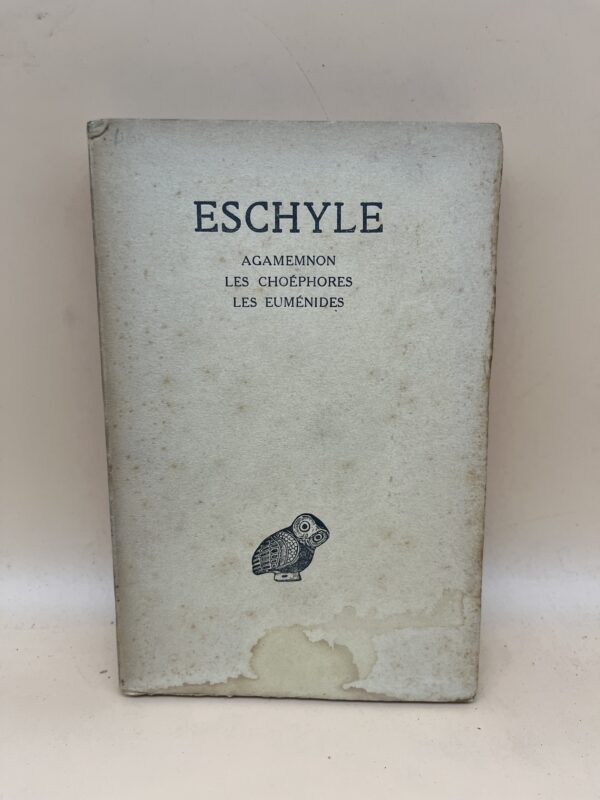 ESCHYLE
AGAMEMNON
LES CHOÉPHORES
LES EUMÉNIDES